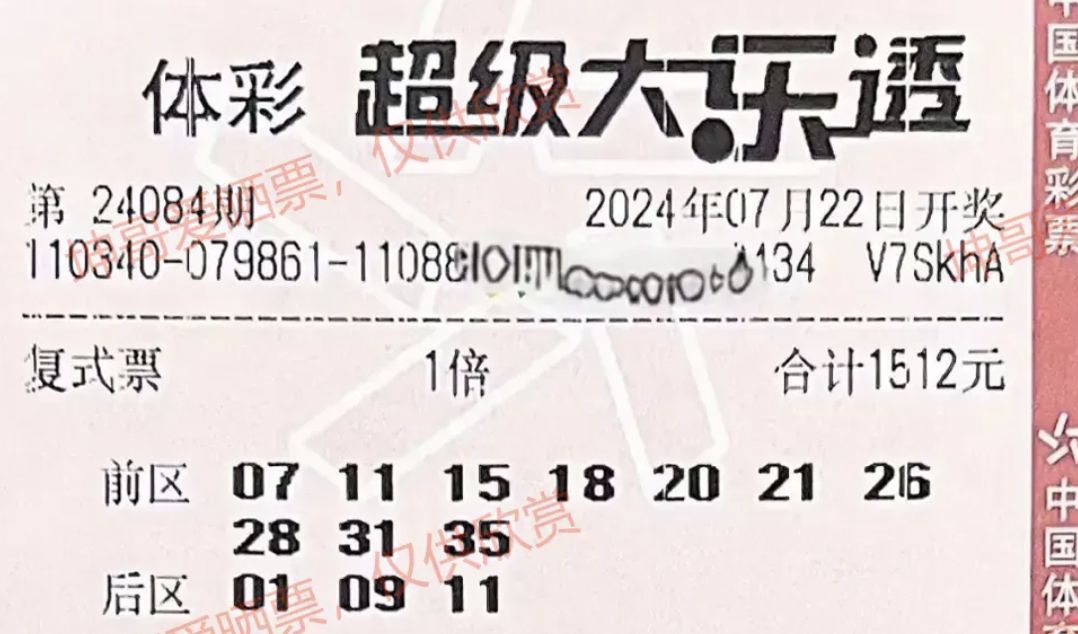 体彩 超级大乐透
第 24084期 2024年07月22日开奖
110340-079861-11088 134 V7SKhA
复式票 1倍 合计1512元
前区 07 11 15 18 20 21 26
28 31 35
后区 01 09 11
坤哥爱晒票，仅供欣赏
坤哥
仅供欣赏
爱晒票，
中国体育彩票
中国体育